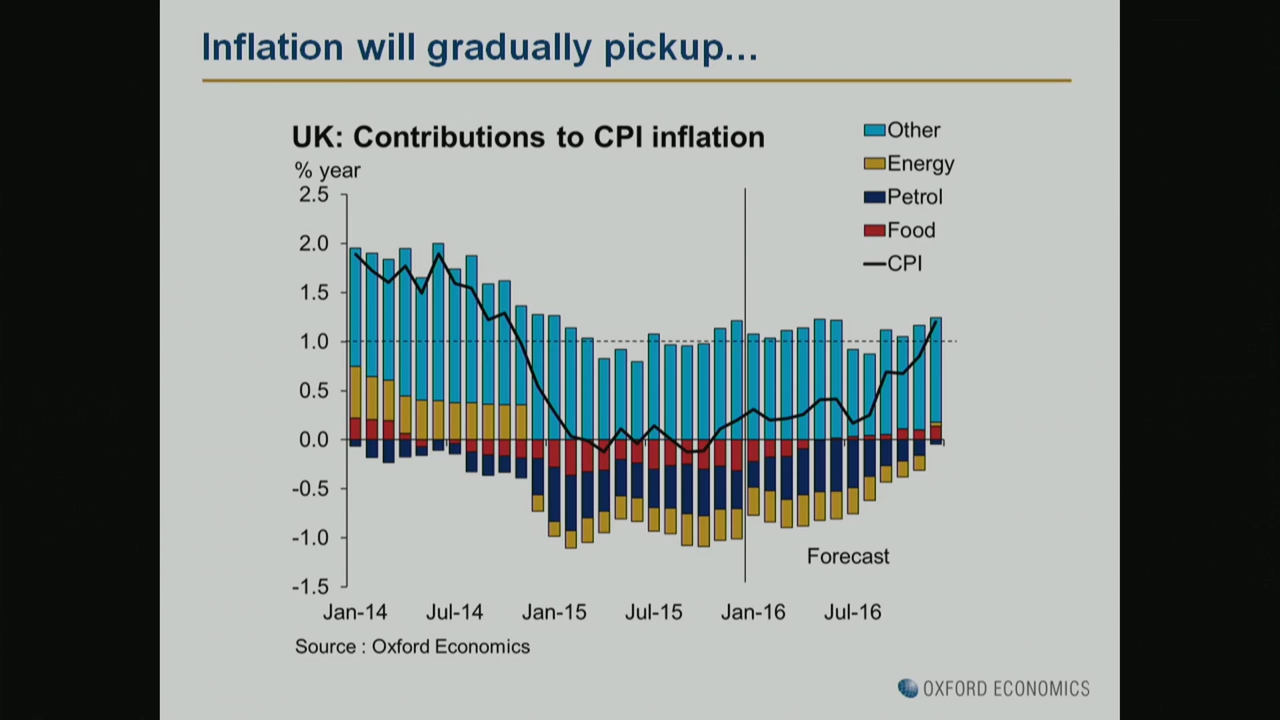 Inflation will gradually pickup...
UK: Contributions to CPI inflation
% year
Other
Energy
Petrol
Food
CPI
2.5
2.0
1.5
1.0
0.5
0.0
-0.5
-1.0
-1.5
Forecast
Jan-14 Jul-14 Jan-15 Jul-15 Jan-16 Jul-16
Source : Oxford Economics
OXFORD ECONOMICS